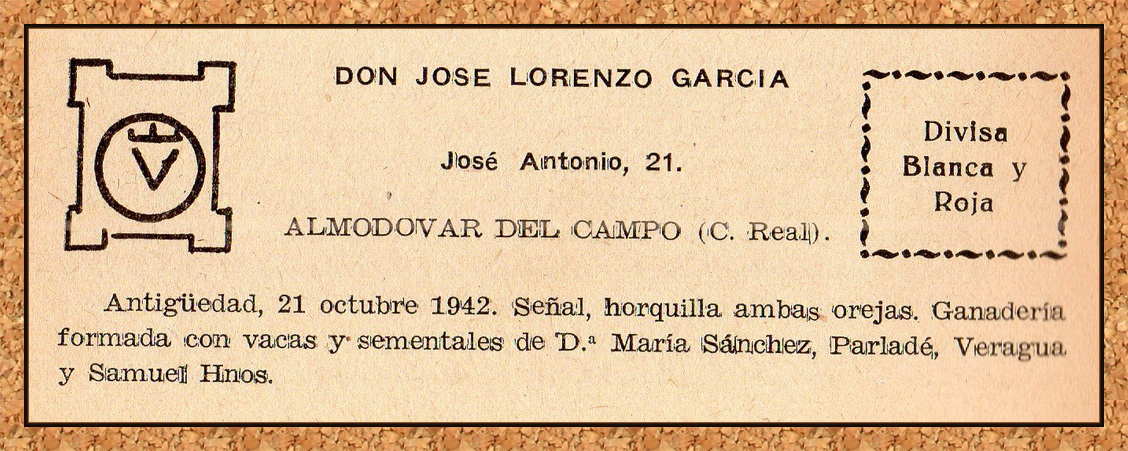 DON JOSE LORENZO GARCIA
José Antonio, 21.
ALMODOVAR DEL CAMPO (C. Real).
Divisa
Blanca y
Roja
Antigüedad, 21 octubre 1942. Señal, horquilla ambas orejas. Ganadería
formada con vacas y sementales de D.ª María Sánchez, Parladé, Veragua
y Samuel Hnos.